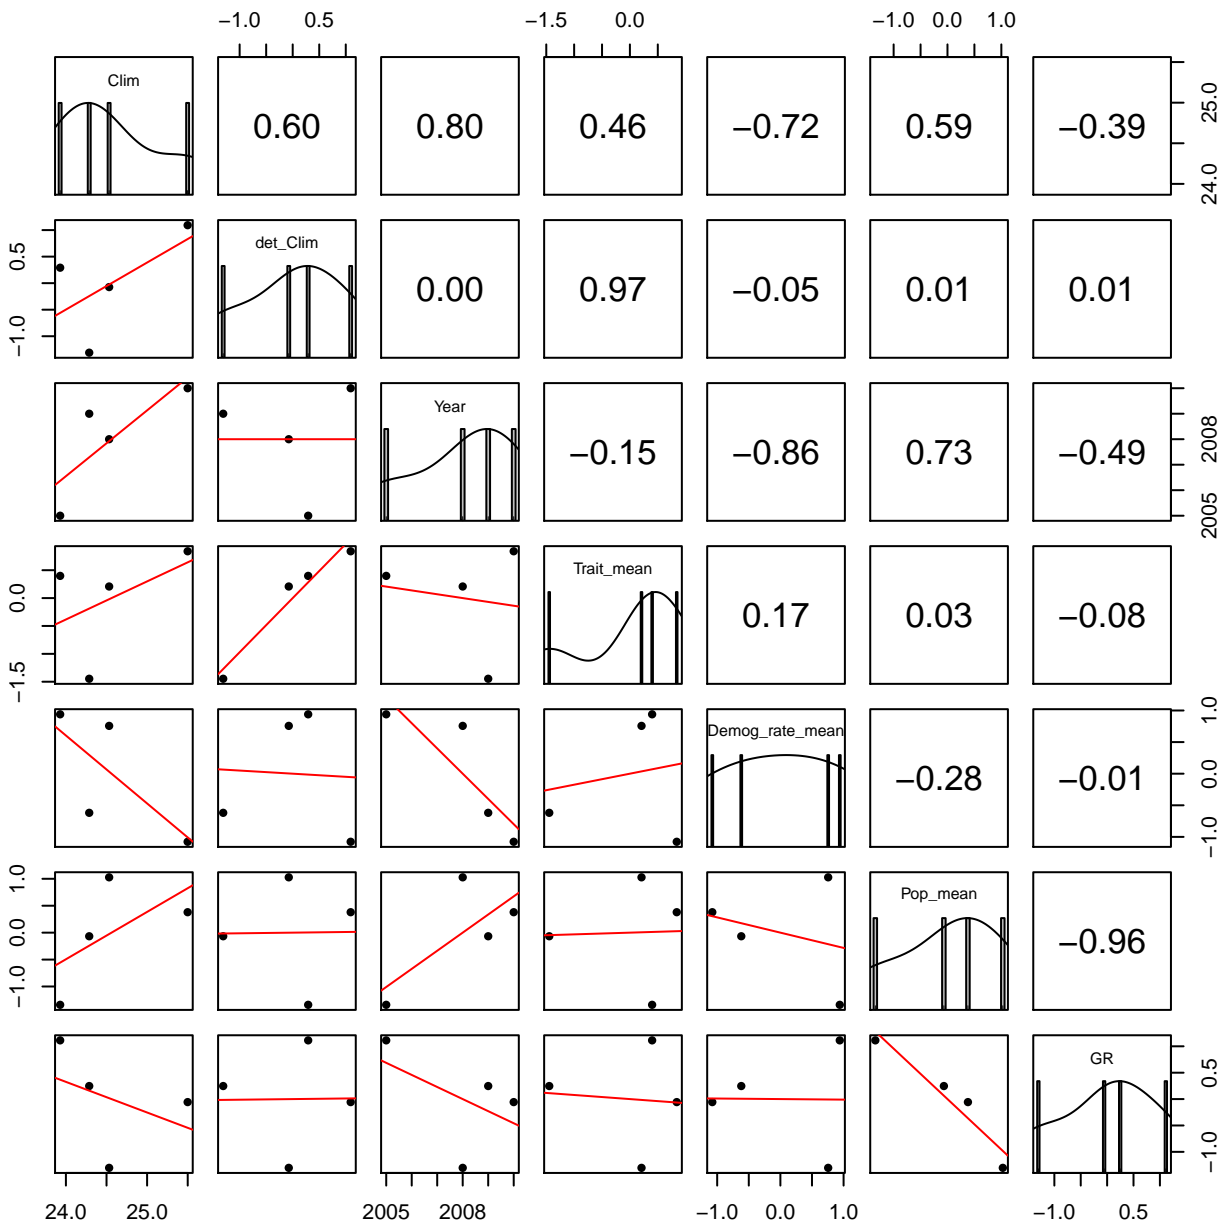 −1.0 0.5 −1.5 0.0 −1.0 0.0 1.0
Clim 0.60 0.80 0.46 −0.72 0.59 −0.39 24.0 25.0
−1.0 0.5 det_Clim 0.00 0.97 −0.05 0.01 0.01
Year −0.15 −0.86 0.73 −0.49 2005 2008
−1.5 0.0 Trait_mean 0.17 0.03 −0.08
Demog_rate_mean −0.28 −0.01 −1.0 0.0 1.0
−1.0 0.0 1.0 Pop_mean −0.96
GR −1.0 0.5
24.0 25.0 2005 2008 −1.0 0.0 1.0 −1.0 0.5